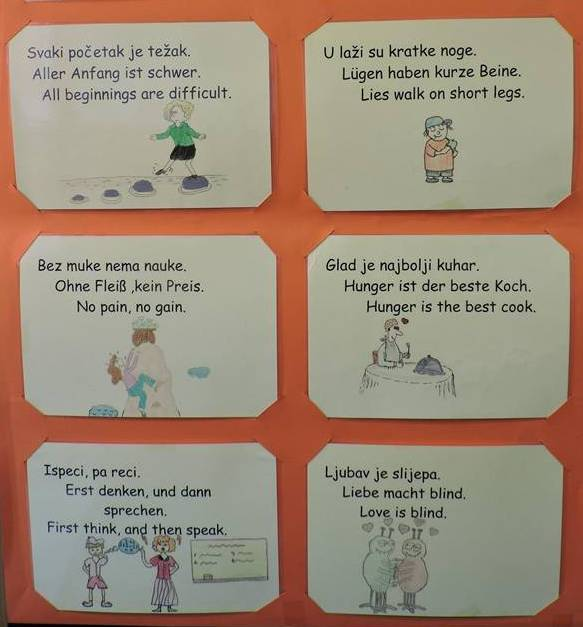 Svaki početak je težak.
Aller Anfang ist schwer.
All beginnings are difficult.
U laži su kratke noge.
Lügen haben kurze Beine.
Lies walk on short legs.
Bez muke nema nauke.
Ohne Fleiß ,kein Preis.
No pain, no gain.
Glad je najbolji kuhar.
Hunger ist der beste Koch.
Hunger is the best cook.
Ispeci, pa reci.
Erst denken, und dann
sprechen.
First think, and then speak.
Ljubav je slijepa.
Liebe macht blind.
Love is blind.